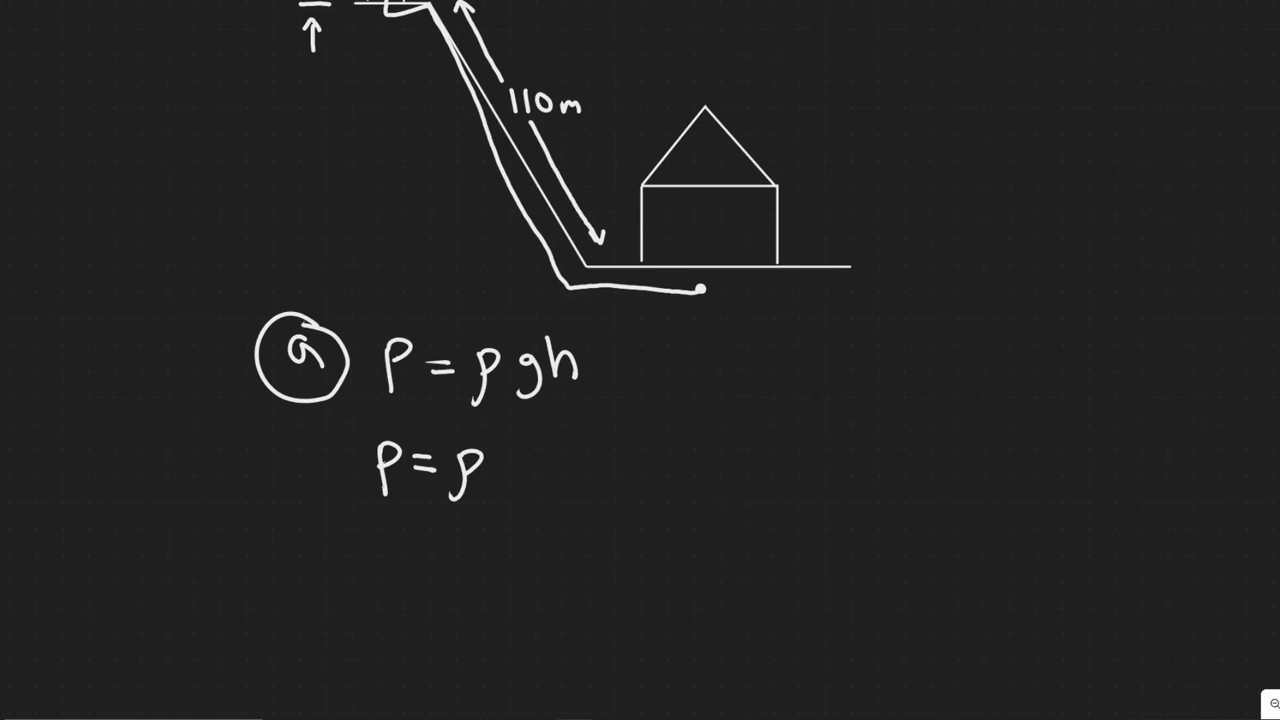 110m
a P = ρgh
P = ρ